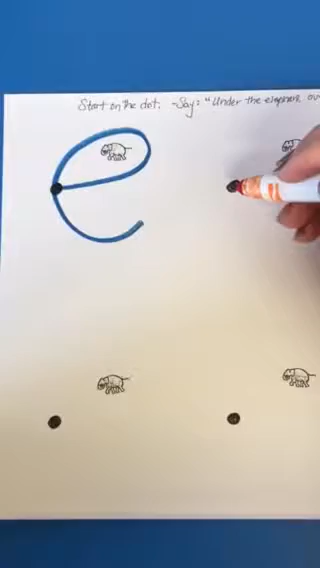 Start on the dot. - Say: "Under the elephant, ov
e